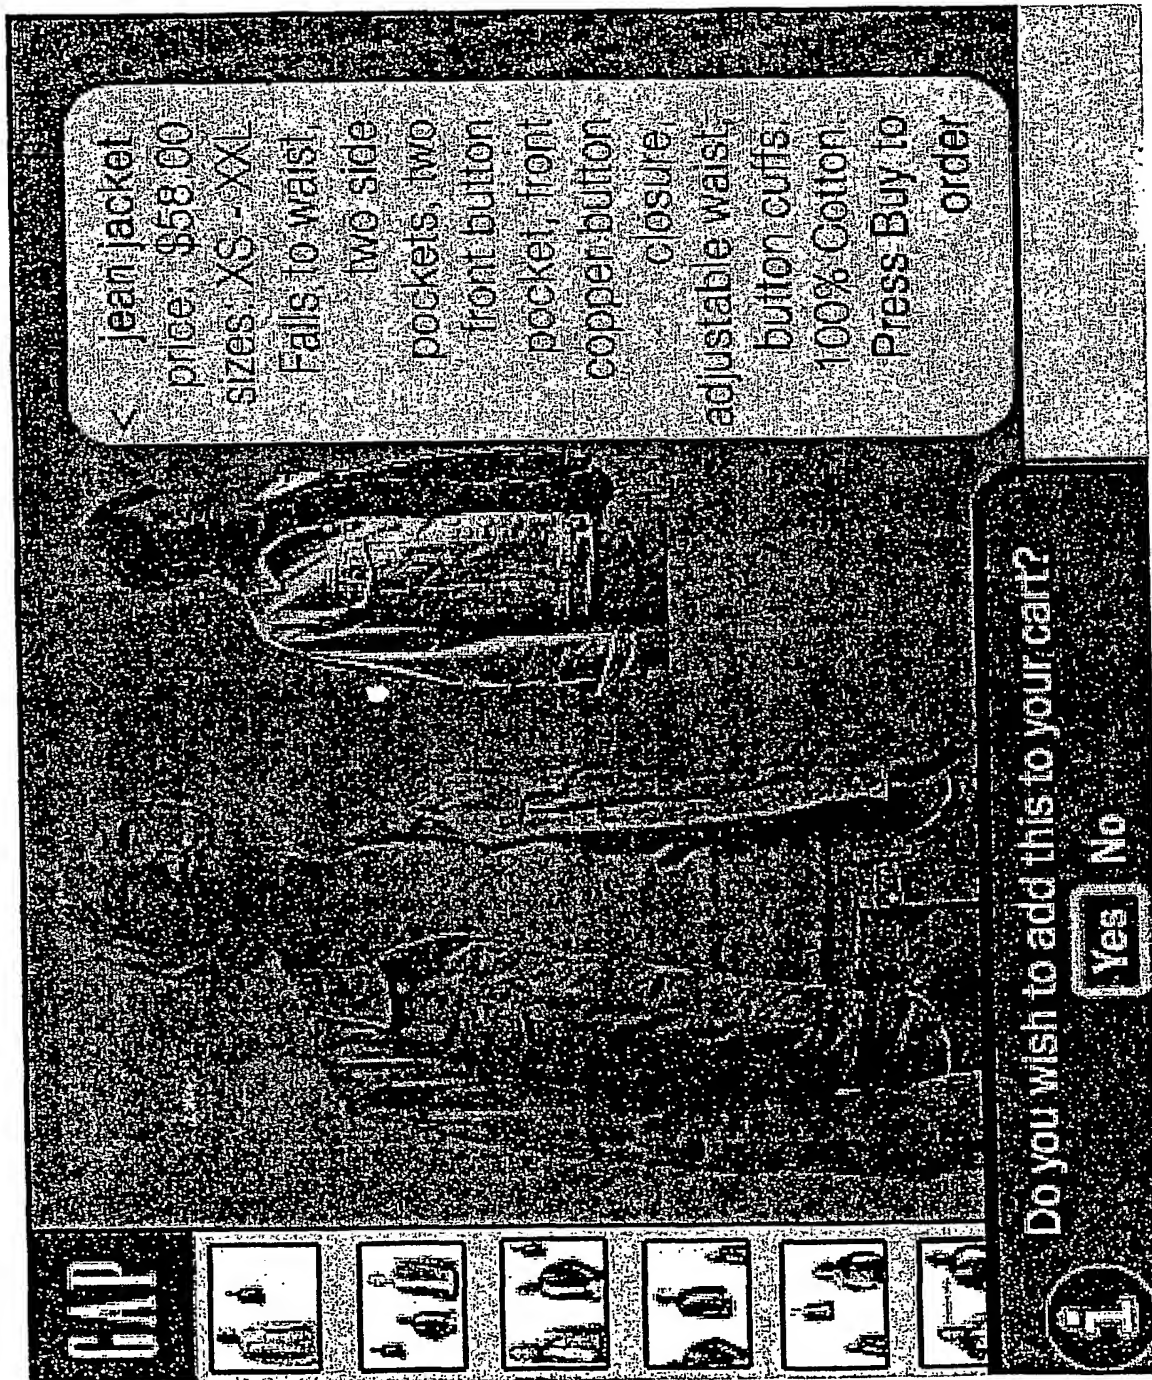 GAP
< jean jacket
price: $58.00
sizes: XS - XXL
Falls to waist,
two side
pockets, two
front button
pocket, front
copper button
closure,
adjustable waist,
button cuffs
100% Cotton.
Press Buy to
order
Do you wish to add this to your cart?
Yes No
i